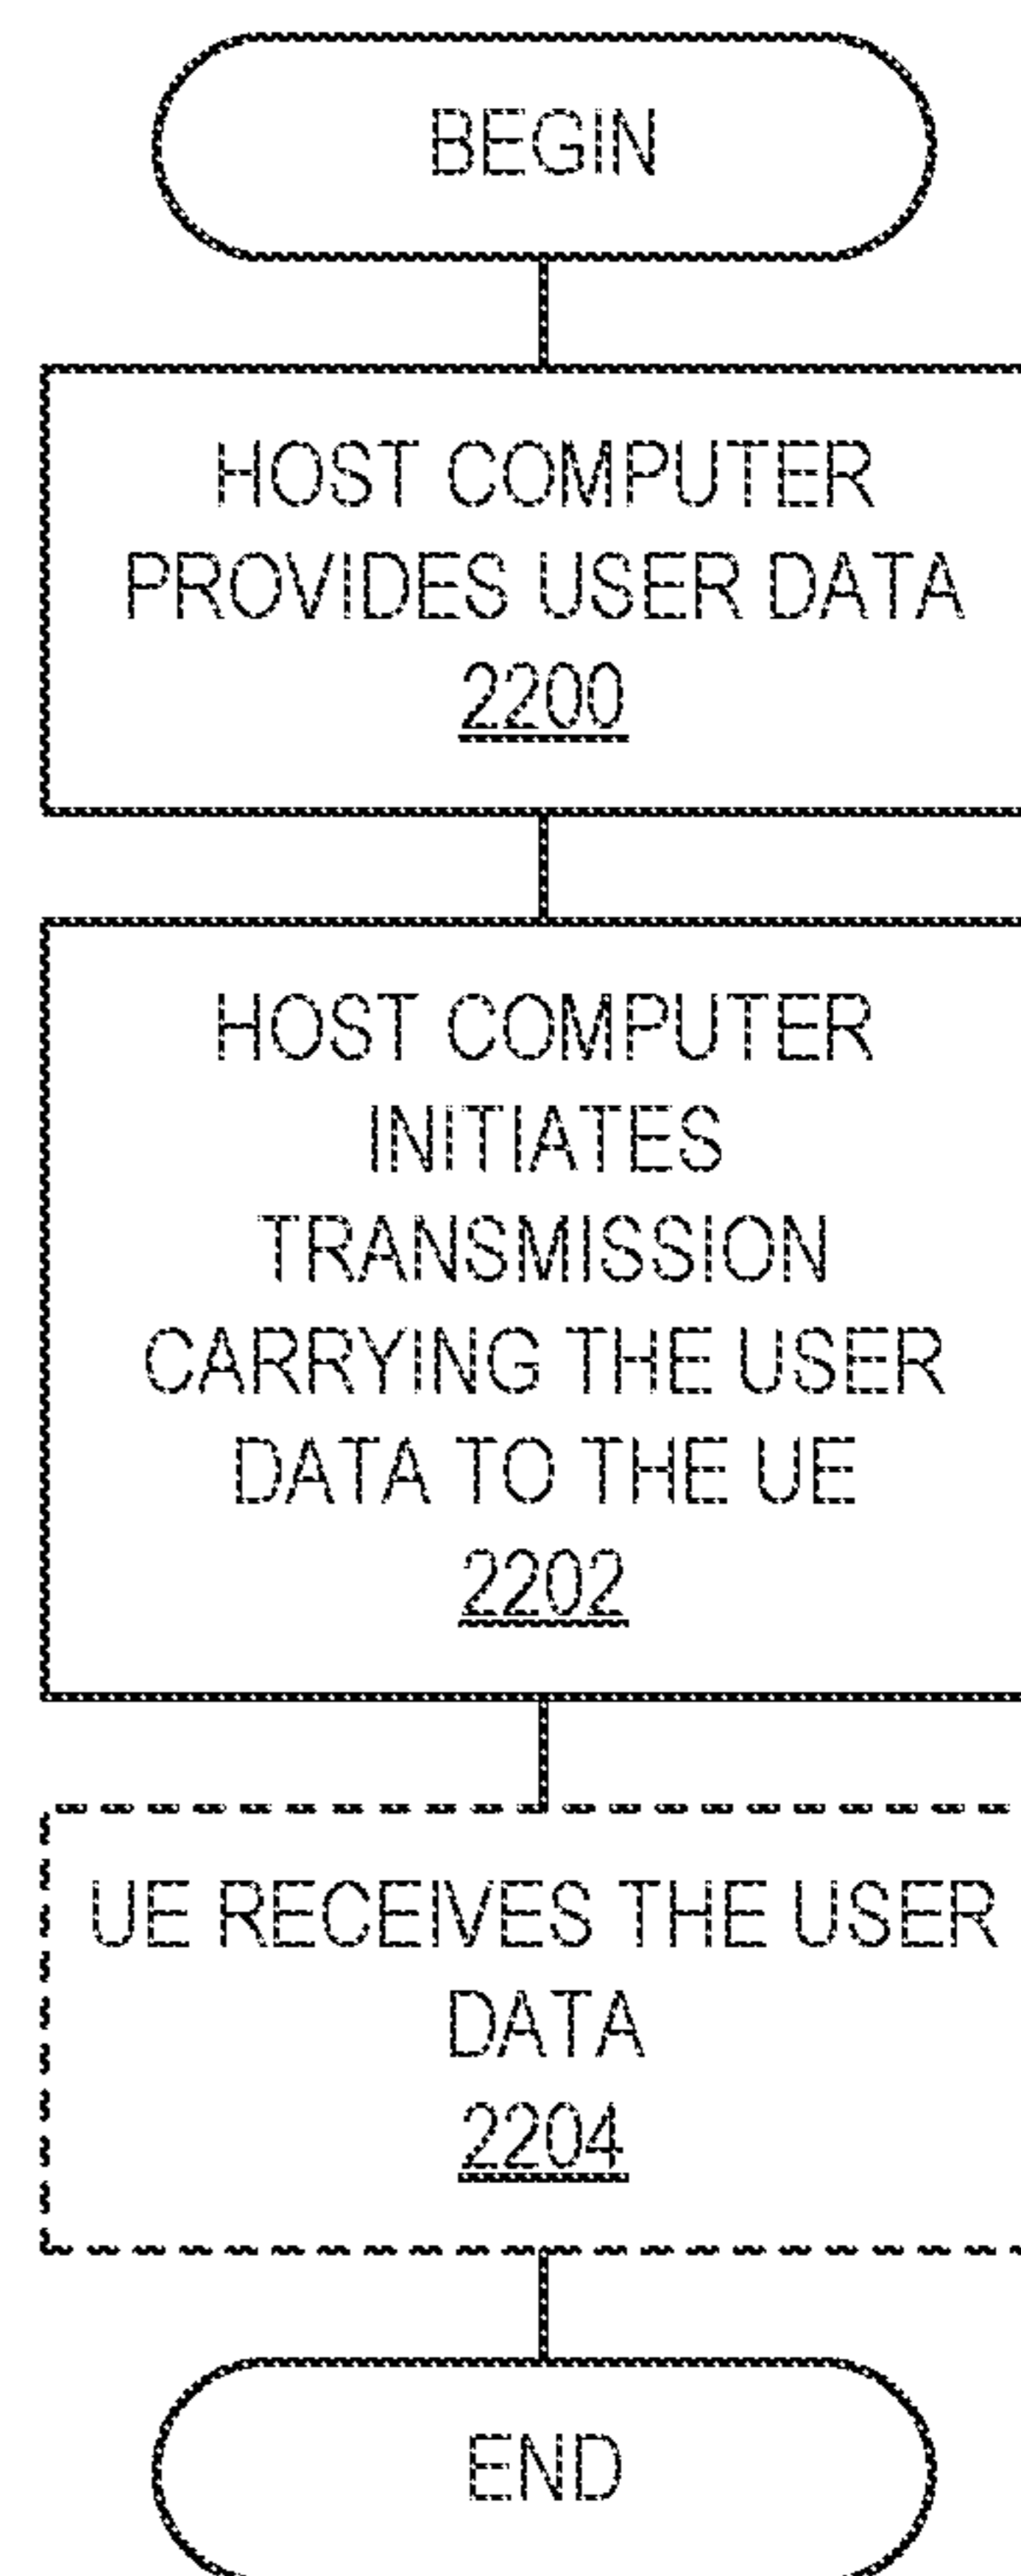 BEGIN
HOST COMPUTER
PROVIDES USER DATA
2200
HOST COMPUTER
INITIATES
TRANSMISSION
CARRYING THE USER
DATA TO THE UE
2202
UE RECEIVES THE USER
DATA
2204
END